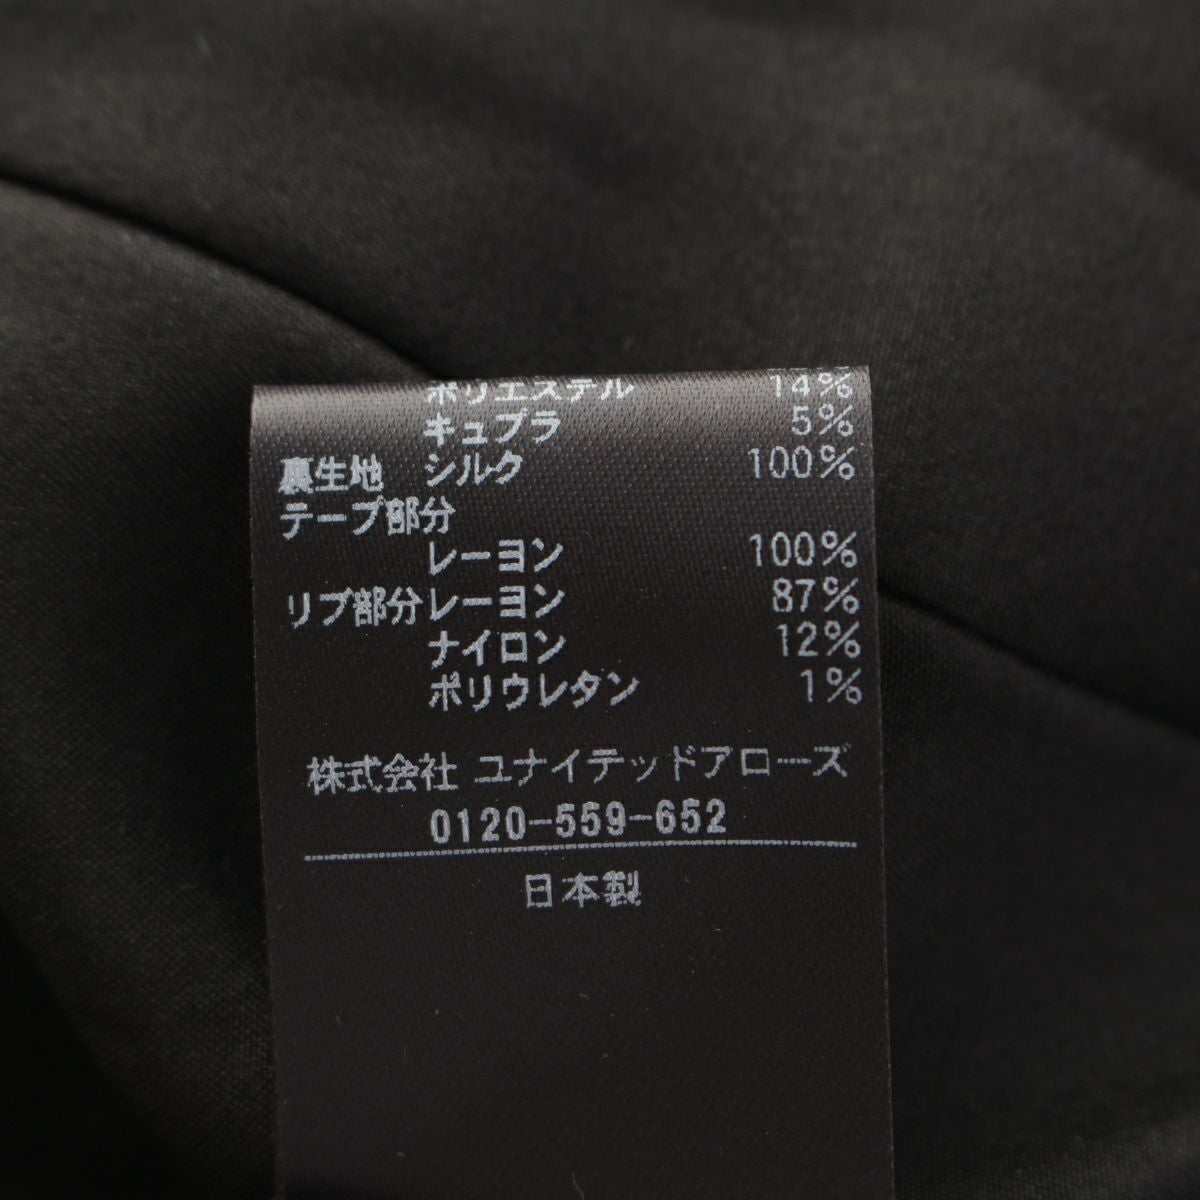 ポリエステル 14%
キュプラ 5%
裏生地 シルク 100%
テープ部分
レーヨン 100%
リブ部分 レーヨン 87%
ナイロン 12%
ポリウレタン 1%
株式会社 ユナイテッドアローズ
0120-559-652
日本製